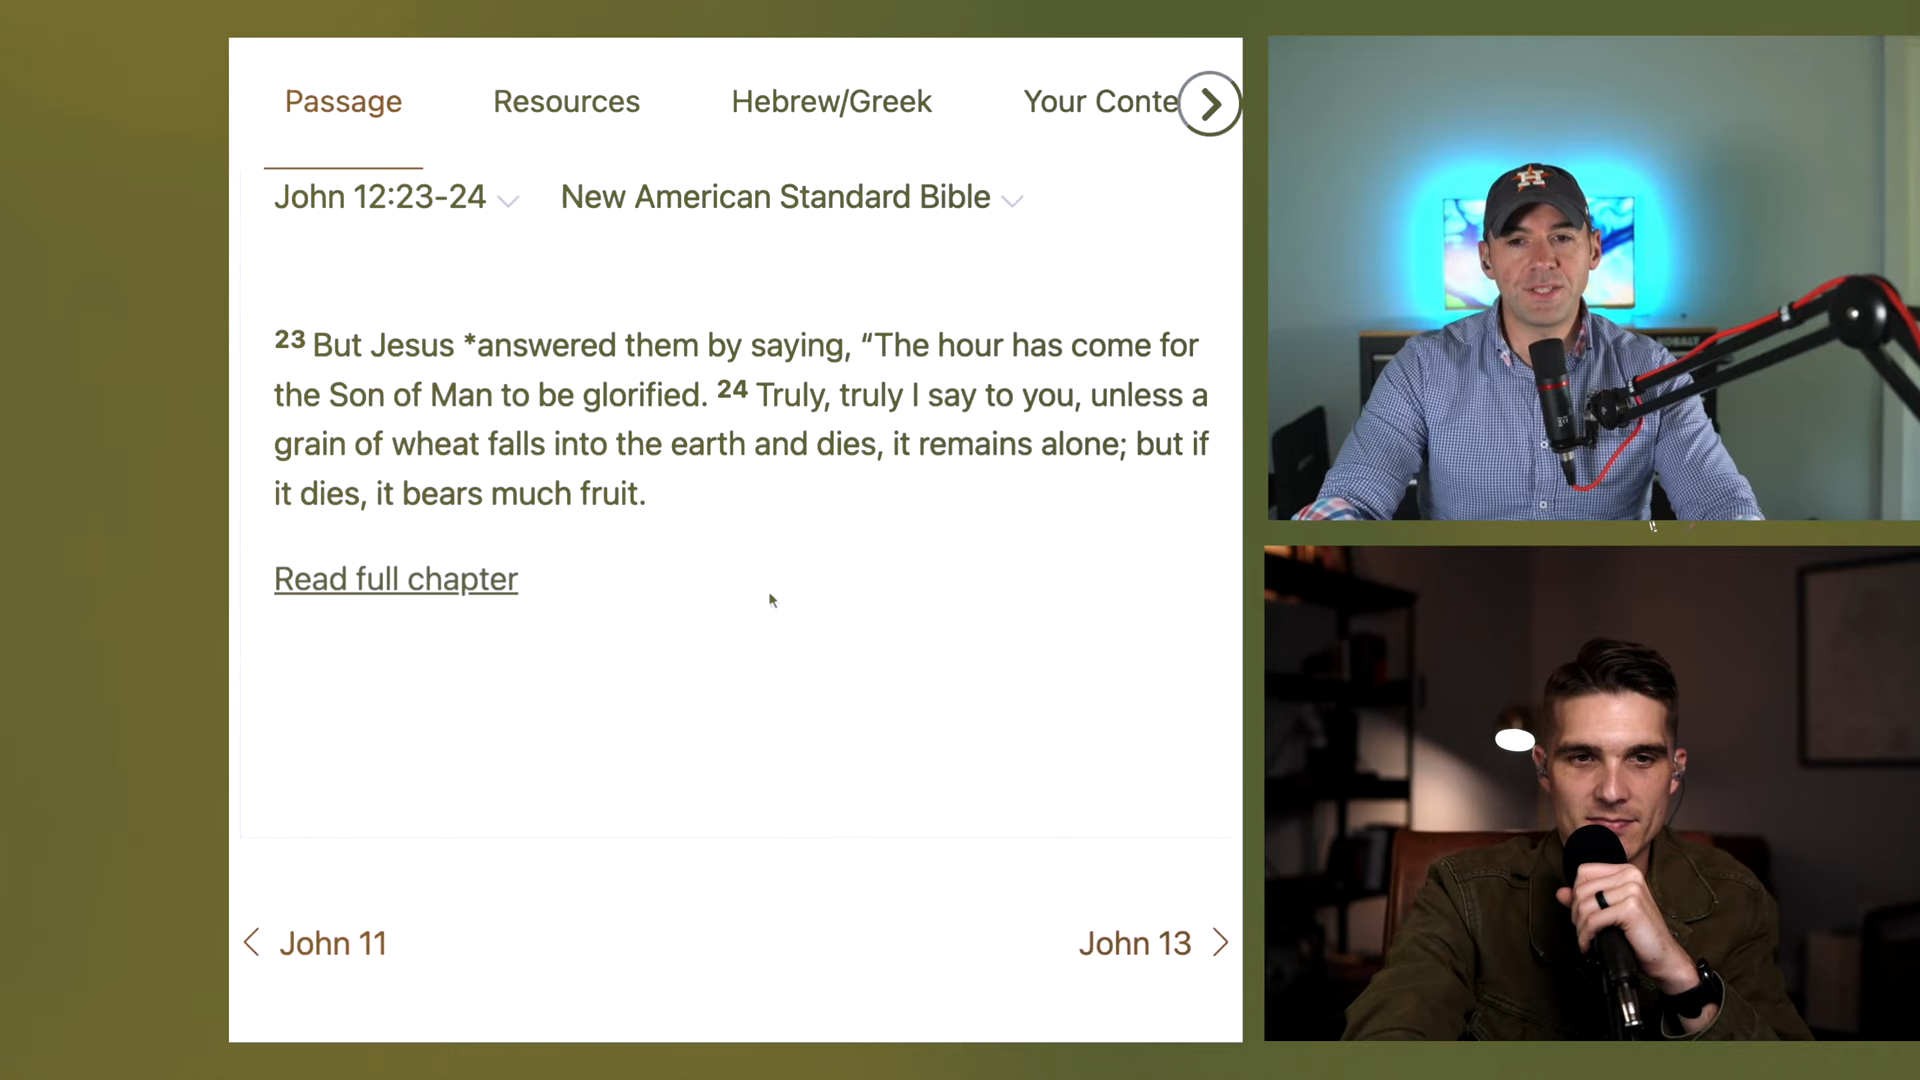 Passage
Resources
Hebrew/Greek
Your Conte
John 12:23-24
New American Standard Bible
23 But Jesus *answered them by saying, “The hour has come for
the Son of Man to be glorified. 24 Truly, truly I say to you, unless a
grain of wheat falls into the earth and dies, it remains alone; but if
it dies, it bears much fruit.
Read full chapter
John 11
John 13
H